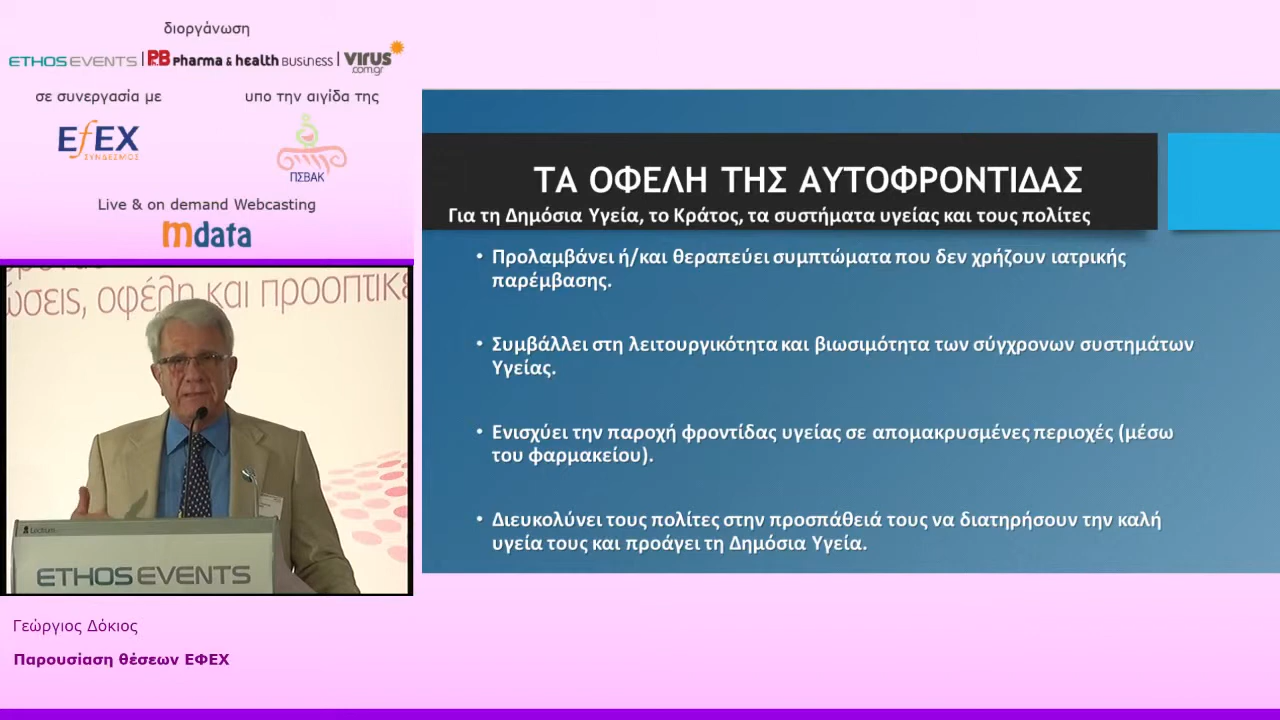 διοργάνωση
ETHOS EVENTS | PB Pharma & health BUSINESS | virus.com.gr
σε συνεργασία με
υπο την αιγίδα της
EfEX
ΣΥΝΔΕΣΜΟΣ
ΠΣΒΑΚ
Live & on demand Webcasting
mdata
ώσεις, οφέλη και προοπτικέ
Lectrum
ETHOS EVENTS
Γεώργιος Δόκιος
Παρουσίαση θέσεων ΕΦΕΧ
ΤΑ ΟΦΕΛΗ ΤΗΣ ΑΥΤΟΦΡΟΝΤΙΔΑΣ
Για τη Δημόσια Υγεία, το Κράτος, τα συστήματα υγείας και τους πολίτες
• Προλαμβάνει ή/και θεραπεύει συμπτώματα που δεν χρήζουν ιατρικής
παρέμβασης.
• Συμβάλλει στη λειτουργικότητα και βιωσιμότητα των σύγχρονων συστημάτων
Υγείας.
• Ενισχύει την παροχή φροντίδας υγείας σε απομακρυσμένες περιοχές (μέσω
του φαρμακείου).
• Διευκολύνει τους πολίτες στην προσπάθειά τους να διατηρήσουν την καλή
υγεία τους και προάγει τη Δημόσια Υγεία.